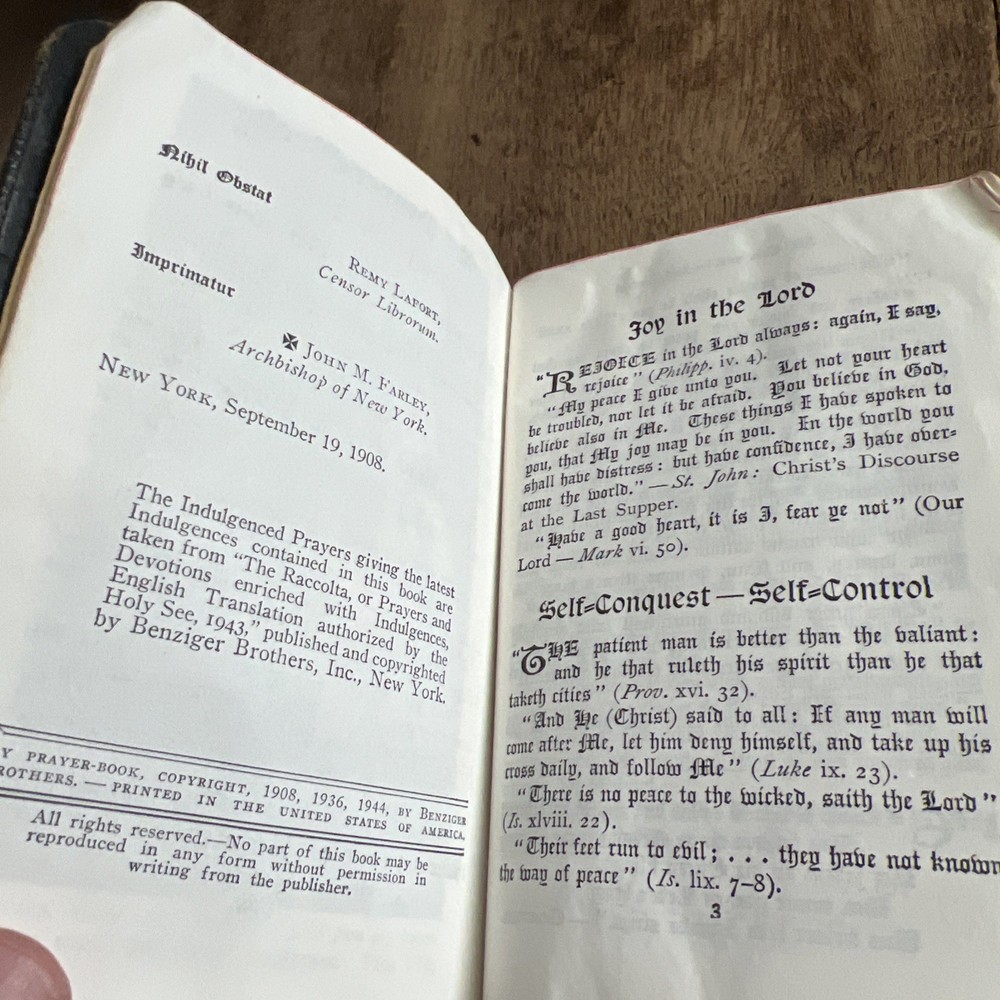 Nihil Obstat
REMY LAFORT,
Censor Librorum.
Imprimatur
✠ JOHN M. FARLEY,
Archbishop of New York.
NEW YORK, September 19, 1908.
The Indulgenced Prayers giving the latest
Indulgences contained in this book are
taken from "The Raccolta, or Prayers and
Devotions enriched with Indulgences,
English Translation authorized by the
Holy See, 1943," published and copyrighted
by Benziger Brothers, Inc., New York.
Y PRAYER-BOOK, COPYRIGHT, 1908, 1936, 1944, BY BENZIGER
ROTHERS. — PRINTED IN THE UNITED STATES OF AMERICA.
All rights reserved.—No part of this book may be
reproduced in any form without permission in
writing from the publisher.
Joy in the Lord
"REJOICE in the Lord always: again, I say,
rejoice" (Philipp. iv. 4).
"My peace I give unto you. Let not your heart
be troubled, nor let it be afraid. You believe in God,
believe also in Me. These things I have spoken to
you, that My joy may be in you. In the world you
shall have distress: but have confidence, I have over=
come the world." — St. John: Christ's Discourse
at the Last Supper.
"Have a good heart, it is I, fear ye not" (Our
Lord — Mark vi. 50).
Self=Conquest — Self=Control
"THE patient man is better than the valiant:
and he that ruleth his spirit than he that
taketh cities" (Prov. xvi. 32).
"And He (Christ) said to all: If any man will
come after Me, let him deny himself, and take up his
cross daily, and follow Me" (Luke ix. 23).
"There is no peace to the wicked, saith the Lord"
(Is. xlviii. 22).
"Their feet run to evil; . . . they have not known
the way of peace" (Is. lix. 7–8).
3